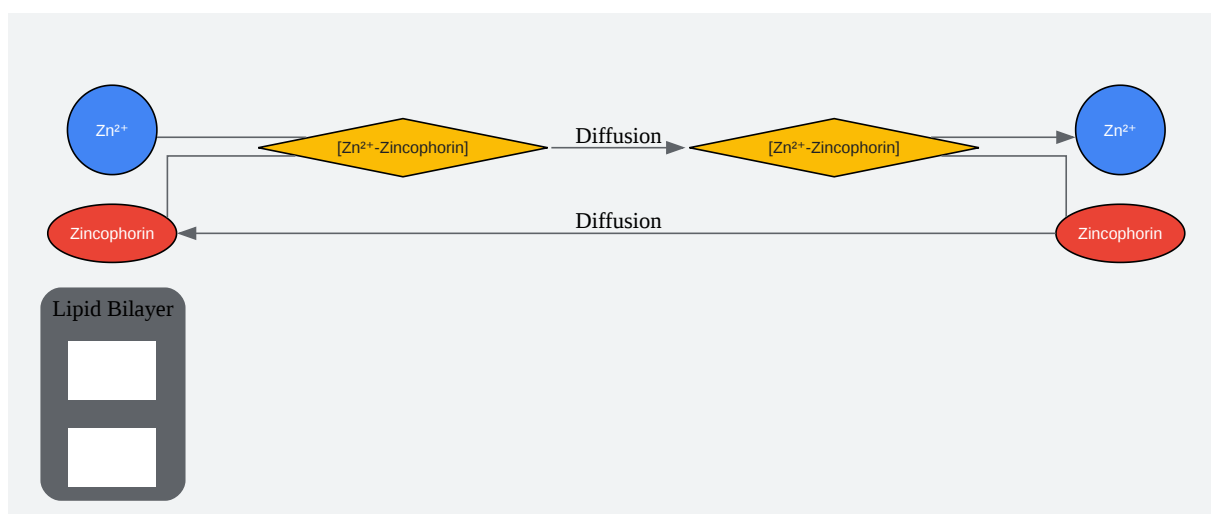 Zn²⁺
[Zn²⁺-Zincophorin]
Diffusion
[Zn²⁺-Zincophorin]
Zn²⁺
Zincophorin
Diffusion
Zincophorin
Lipid Bilayer